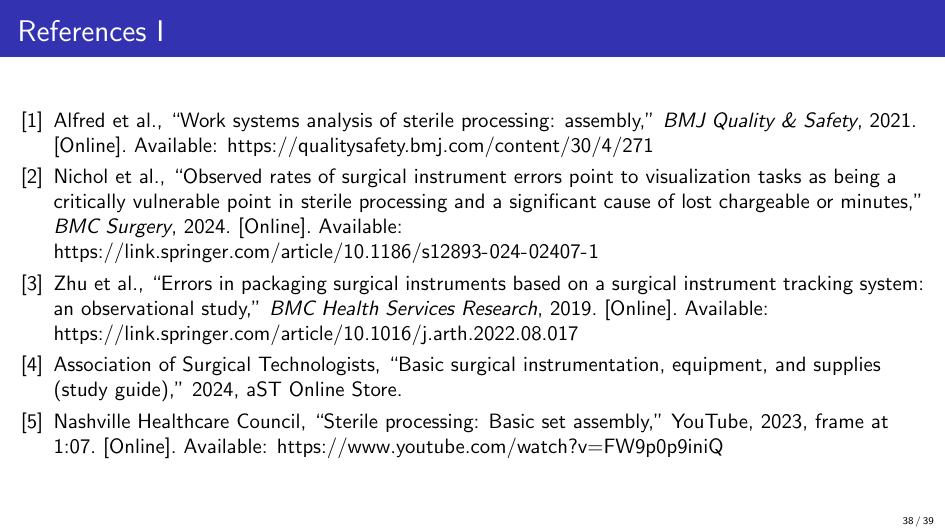 References I
[1] Alfred et al., “Work systems analysis of sterile processing: assembly,” BMJ Quality & Safety, 2021.
[Online]. Available: https://qualitysafety.bmj.com/content/30/4/271
[2] Nichol et al., “Observed rates of surgical instrument errors point to visualization tasks as being a
critically vulnerable point in sterile processing and a significant cause of lost chargeable or minutes,”
BMC Surgery, 2024. [Online]. Available:
https://link.springer.com/article/10.1186/s12893-024-02407-1
[3] Zhu et al., “Errors in packaging surgical instruments based on a surgical instrument tracking system:
an observational study,” BMC Health Services Research, 2019. [Online]. Available:
https://link.springer.com/article/10.1016/j.arth.2022.08.017
[4] Association of Surgical Technologists, “Basic surgical instrumentation, equipment, and supplies
(study guide),” 2024, aST Online Store.
[5] Nashville Healthcare Council, “Sterile processing: Basic set assembly,” YouTube, 2023, frame at
1:07. [Online]. Available: https://www.youtube.com/watch?v=FW9p0p9iniQ
38 / 39